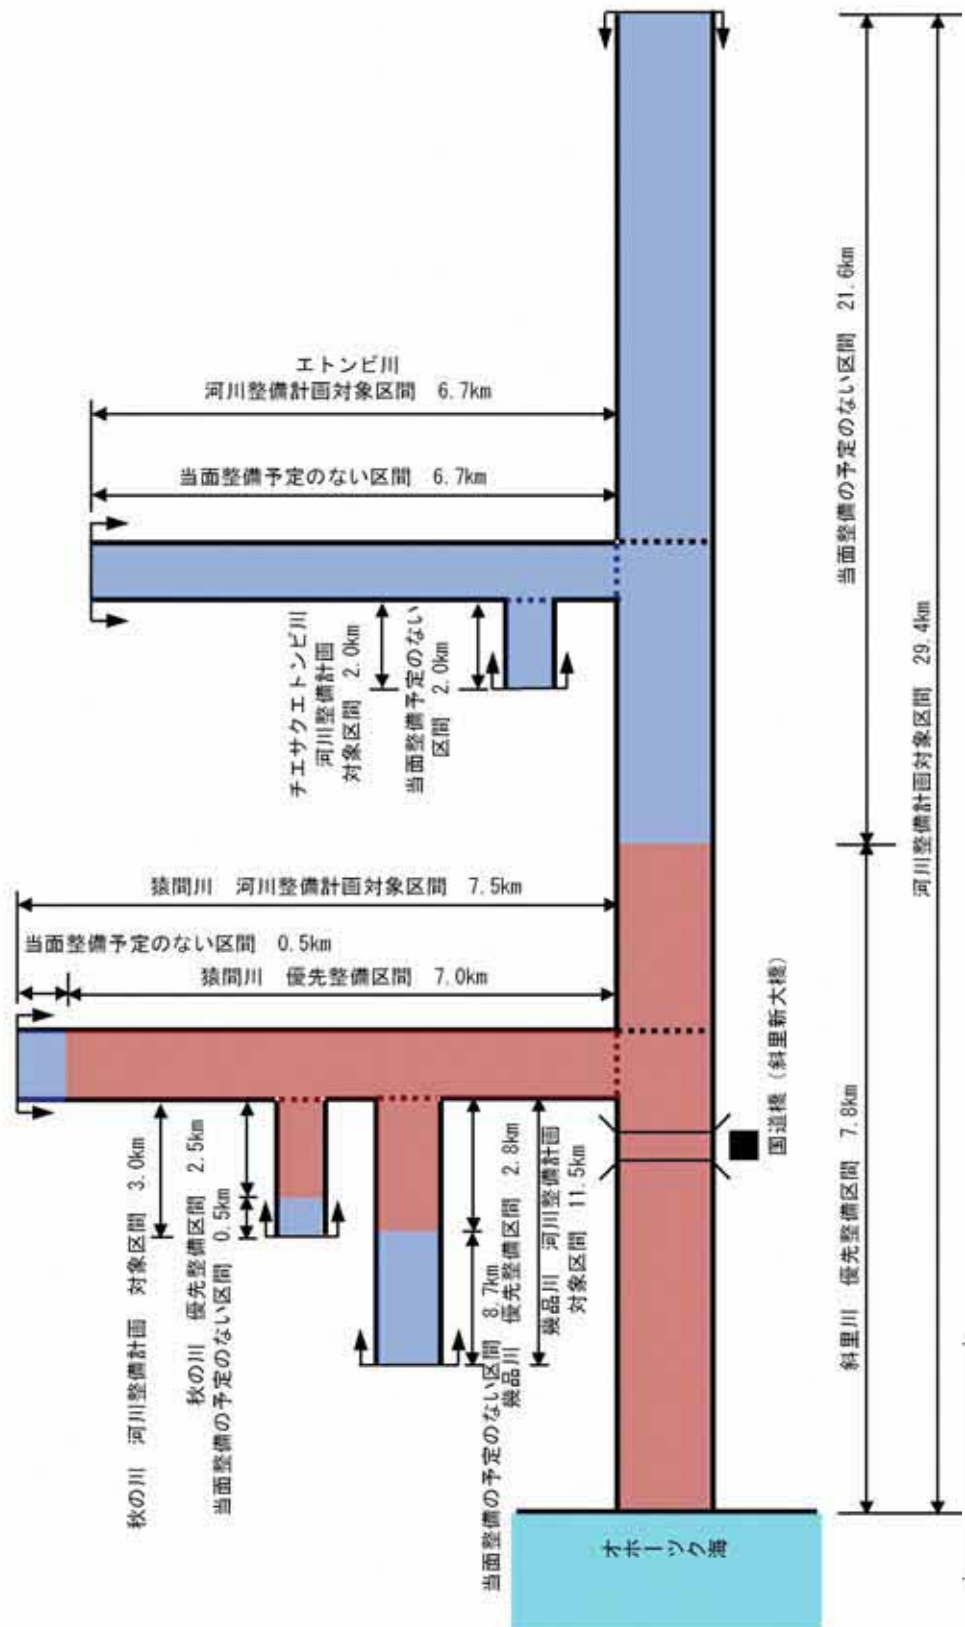 エトンビ川
河川整備計画対象区間 6.7km
当面整備予定のない区間 6.7km
チエサクエトンビ川
河川整備計画
対象区間 2.0km
当面整備予定のない
区間 2.0km
当面整備の予定のない区間 21.6km
河川整備計画対象区間 29.4km
猿間川 河川整備計画対象区間 7.5km
当面整備予定のない区間 0.5km
猿間川 優先整備区間 7.0km
秋の川 河川整備計画 対象区間 3.0km
秋の川 優先整備区間 2.5km
当面整備の予定のない区間 0.5km
当面整備の予定のない区間 8.7km
幾品川 優先整備区間 2.8km
幾品川 河川整備計画
対象区間 11.5km
国道橋(斜里新大橋)
斜里川 優先整備区間 7.8km
オホーツク海